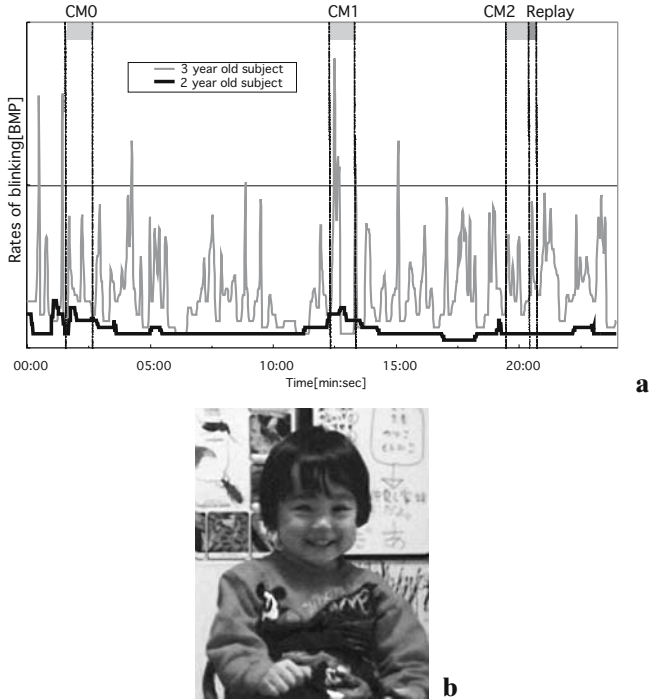 CM0 CM1 CM2 Replay
3 year old subject
2 year old subject
Rates of blinking[BMP]
00:00 05:00 10:00 15:00 20:00
Time[min:sec]
a
b